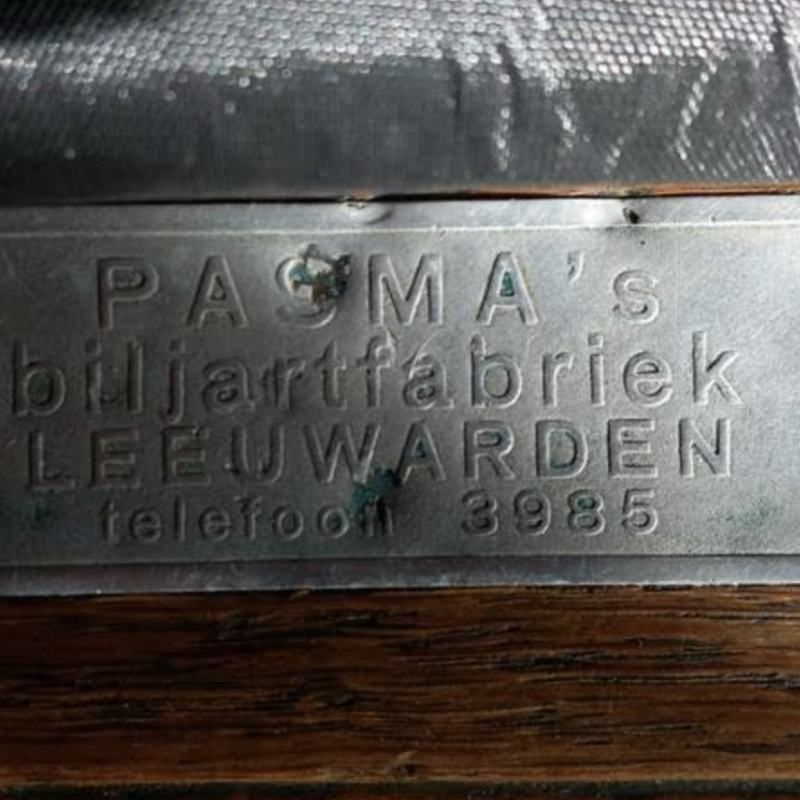 PASMA's
biljartfabriek
LEEUWARDEN
telefoon 3985